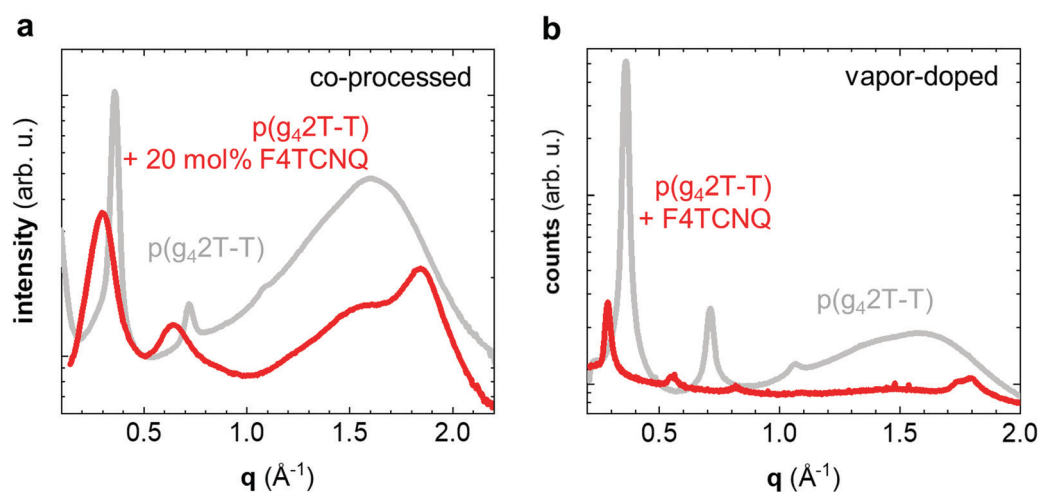 a
co-processed
p(g₄2T-T)
+ 20 mol% F4TCNQ
p(g₄2T-T)
intensity (arb. u.)
0.5 1.0 1.5 2.0
q (Å⁻¹)
b
vapor-doped
p(g₄2T-T)
+ F4TCNQ
p(g₄2T-T)
counts (arb. u.)
0.5 1.0 1.5 2.0
q (Å⁻¹)